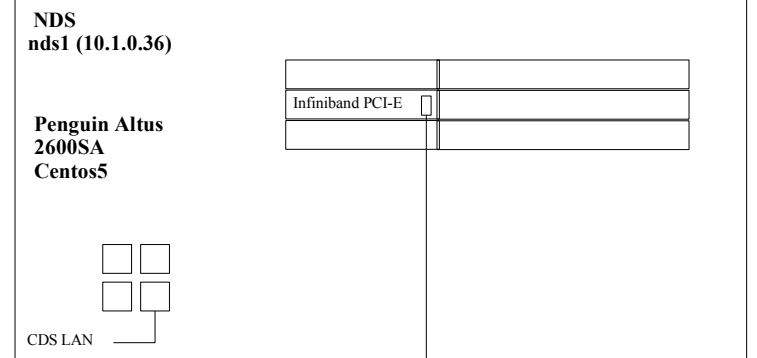 NDS
nds1 (10.1.0.36)
Infiniband PCI-E
Penguin Altus
2600SA
Centos5
CDS LAN